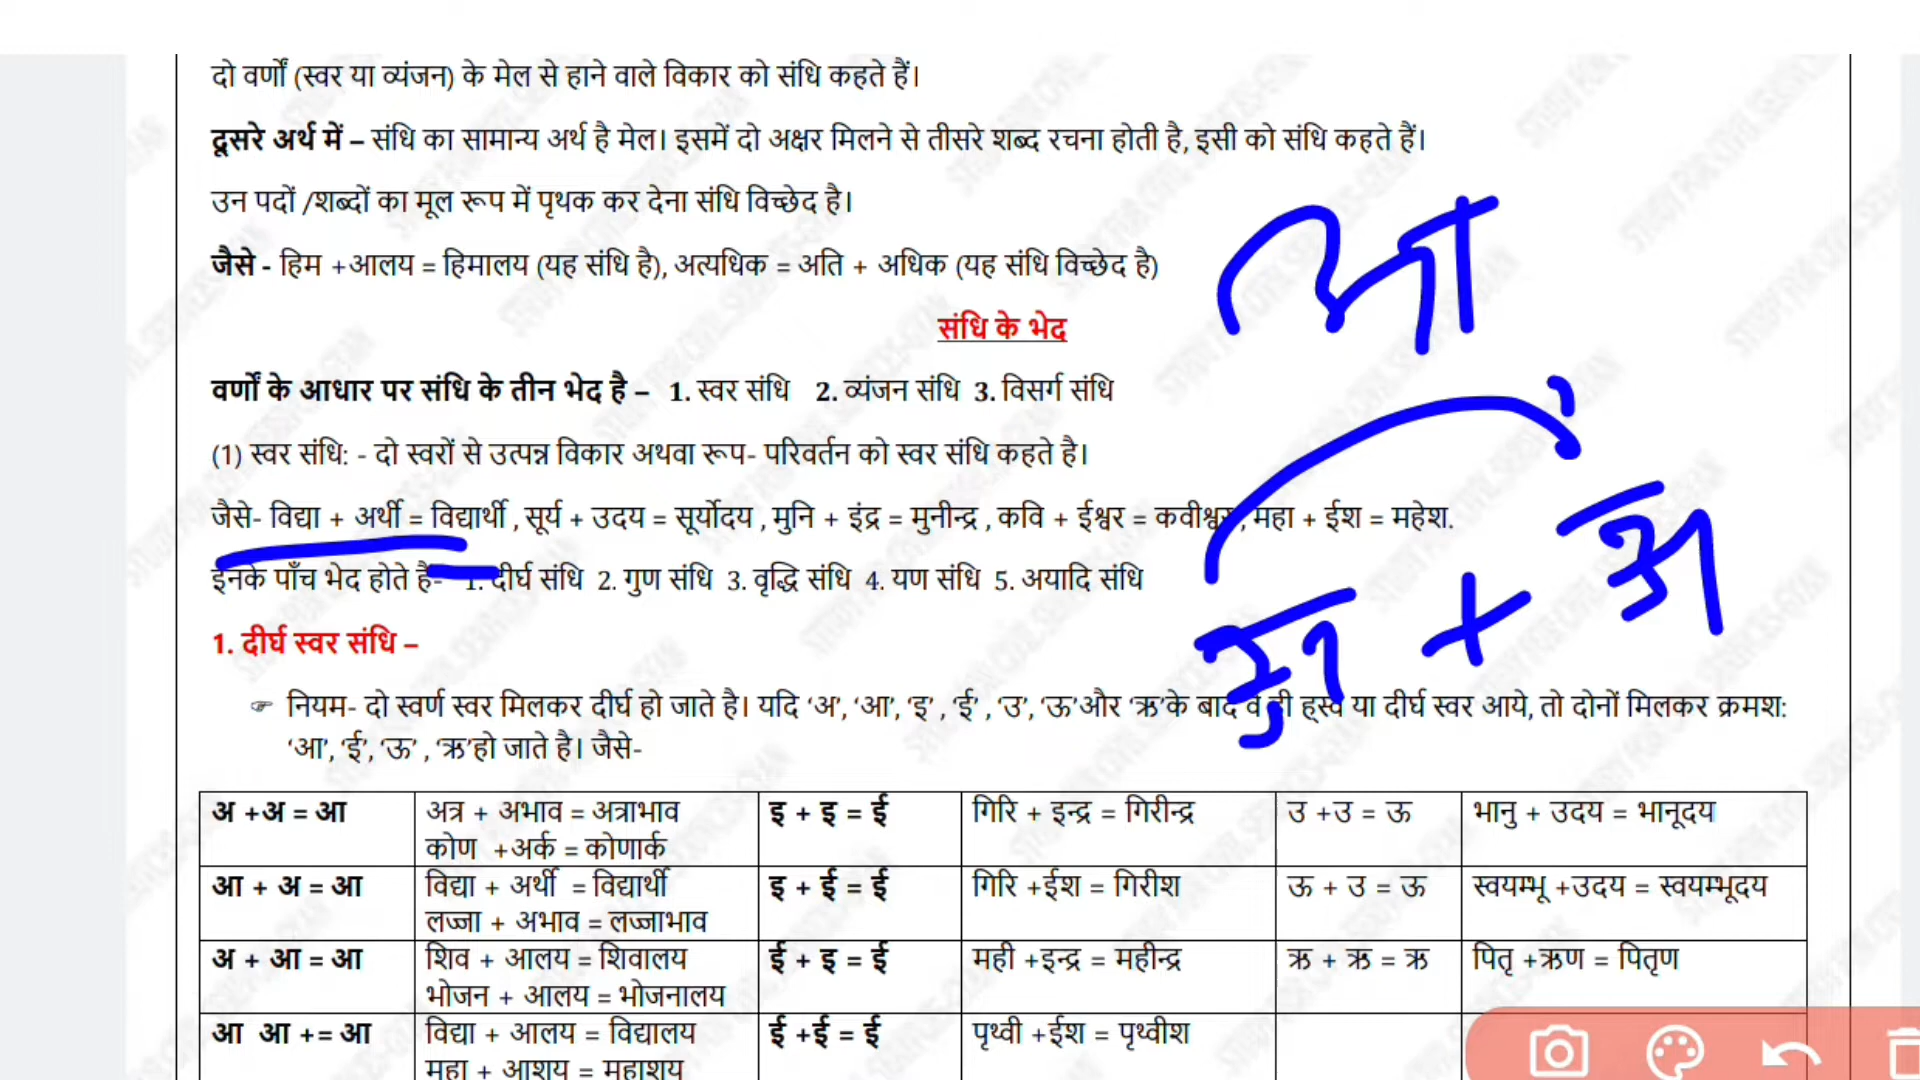 दो वर्णों (स्वर या व्यंजन) के मेल से हाने वाले विकार को संधि कहते हैं।
दूसरे अर्थ में – संधि का सामान्य अर्थ है मेल। इसमें दो अक्षर मिलने से तीसरे शब्द रचना होती है, इसी को संधि कहते हैं।
उन पदों /शब्दों का मूल रूप में पृथक कर देना संधि विच्छेद है।
जैसे - हिम +आलय = हिमालय (यह संधि है), अत्यधिक = अति + अधिक (यह संधि विच्छेद है)
आ
संधि के भेद
वर्णों के आधार पर संधि के तीन भेद है – 1. स्वर संधि 2. व्यंजन संधि 3. विसर्ग संधि
(1) स्वर संधि: - दो स्वरों से उत्पन्न विकार अथवा रूप- परिवर्तन को स्वर संधि कहते है।
जैसे- विद्या + अर्थी = विद्यार्थी , सूर्य + उदय = सूर्योदय , मुनि + इंद्र = मुनीन्द्र , कवि + ईश्वर = कवीश्वर , महा + ईश = महेश.
इनके पाँच भेद होते है- 1. दीर्घ संधि 2. गुण संधि 3. वृद्धि संधि 4. यण संधि 5. अयादि संधि
+ अ
1. दीर्घ स्वर संधि –
नियम- दो स्वर्ण स्वर मिलकर दीर्घ हो जाते है। यदि ‘अ’, ‘आ’, ‘इ’ , ‘ई’ , ‘उ’, ‘ऊ’और ‘ऋ’के बाद व ही ह्स्व या दीर्घ स्वर आये, तो दोनों मिलकर क्रमश:
‘आ’, ‘ई’, ‘ऊ’ , ‘ऋ’हो जाते है। जैसे-
अ +अ = आ अत्र + अभाव = अत्राभाव इ + इ = ई गिरि + इन्द्र = गिरीन्द्र उ +उ = ऊ भानु + उदय = भानूदय
कोण +अर्क = कोणार्क
आ + अ = आ विद्या + अर्थी = विद्यार्थी इ + ई = ई गिरि +ईश = गिरीश ऊ + उ = ऊ स्वयम्भू +उदय = स्वयम्भूदय
लज्जा + अभाव = लज्जाभाव
अ + आ = आ शिव + आलय = शिवालय ई + इ = ई मही +इन्द्र = महीन्द्र ऋ + ऋ = ऋ पितृ +ऋण = पितृण
भोजन + आलय = भोजनालय
आ आ += आ विद्या + आलय = विद्यालय ई +ई = ई पृथ्वी +ईश = पृथ्वीश
महा + आशय = महाशय